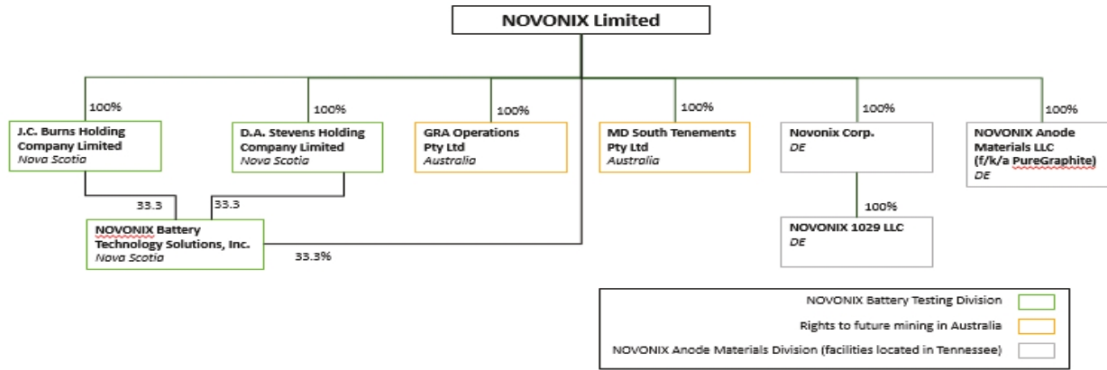 NOVONIX Limited
100%
100%
100%
100%
100%
100%
J.C. Burns Holding
Company Limited
Nova Scotia
D.A. Stevens Holding
Company Limited
Nova Scotia
GRA Operations
Pty Ltd
Australia
MD South Tenements
Pty Ltd
Australia
Novonix Corp.
DE
NOVONIX Anode
Materials LLC
(f/k/a PureGraphite)
DE
33.3
33.3
100%
NOVONIX Battery
Technology Solutions, Inc.
Nova Scotia
33.3%
NOVONIX 1029 LLC
DE
NOVONIX Battery Testing Division
Rights to future mining in Australia
NOVONIX Anode Materials Division (facilities located in Tennessee)